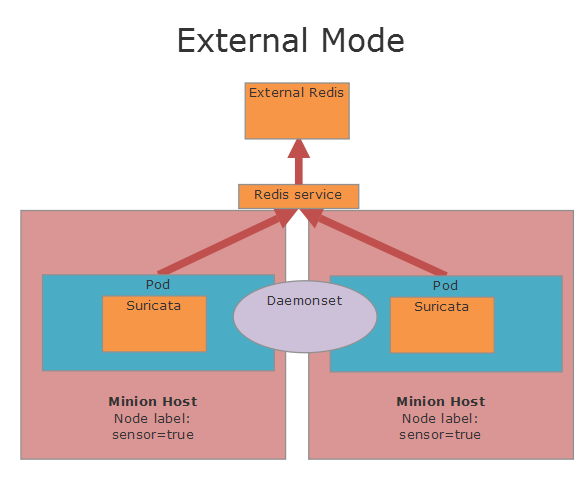 External Mode
External Redis
Redis service
Pod
Suricata
Daemonset
Pod
Suricata
Minion Host
Node label:
sensor=true
Minion Host
Node label:
sensor=true